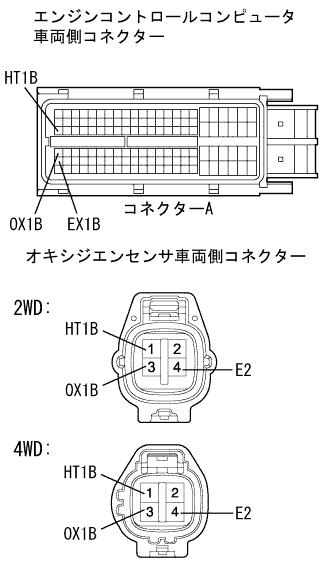 エンジンコントロールコンピュータ
車両側コネクター
HT1B
OX1B EX1B
コネクターA
オキシジエンセンサ車両側コネクター
2WD:
HT1B
1 2
3 4
E2
OX1B
4WD:
HT1B
1 2
3 4
E2
OX1B